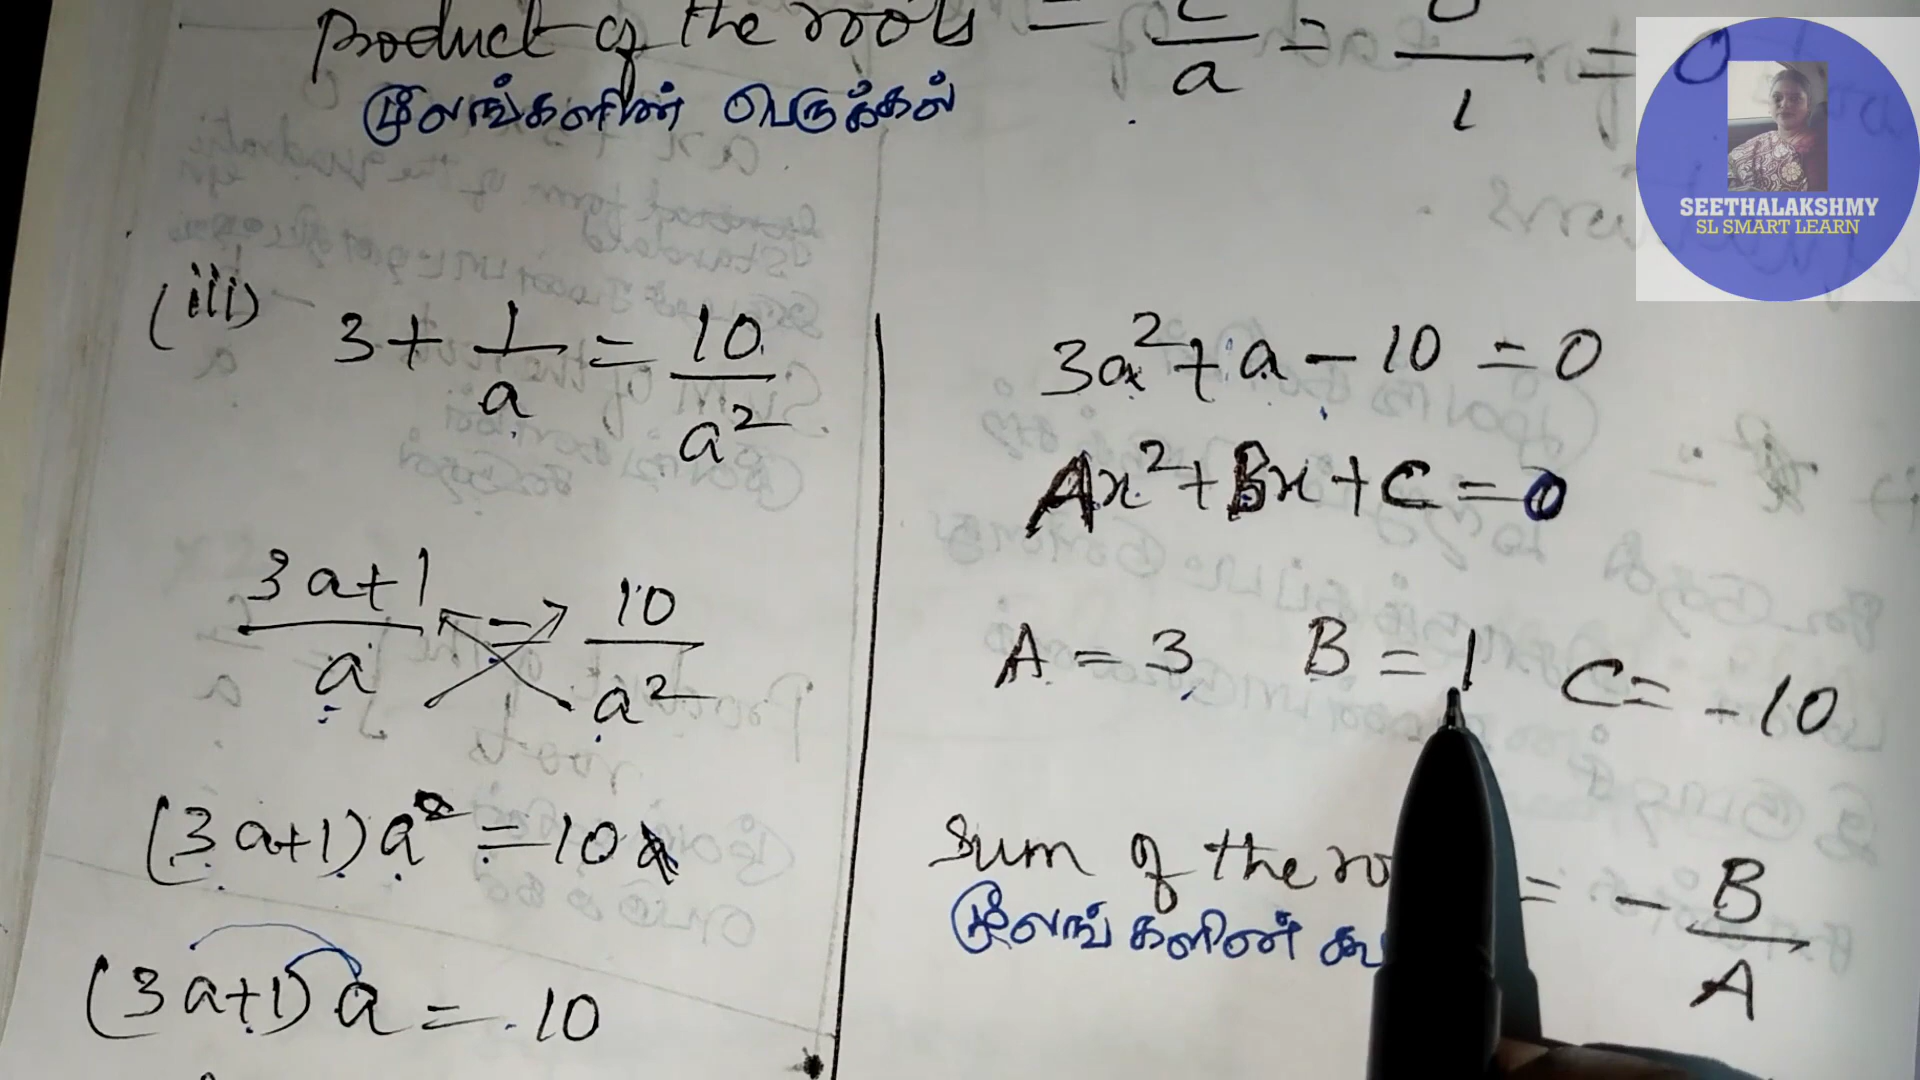 product of the roots = c/a = 0/1 = 0
மூலங்களின் பெருக்கல்
SEETHALAKSHMY
SL SMART LEARN
(iii) 3 + 1/a = 10/a²
3a+1/a = 10/a²
(3a+1)a² = 10a
(3a+1)a = 10
3a² + a - 10 = 0
Ax² + Bx + C = 0
A = 3 B = 1 C = -10
Sum of the = - B/A
மூலங்களின்